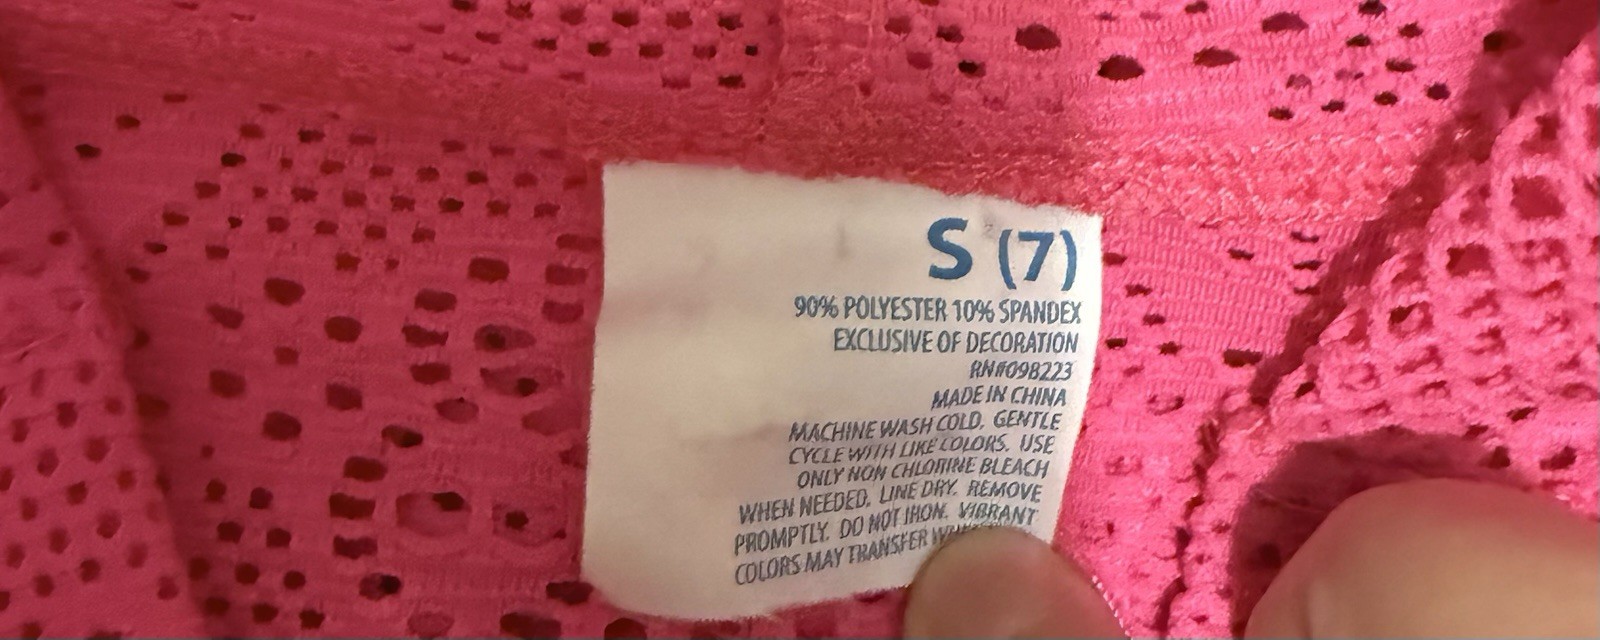 S (7)
90% POLYESTER 10% SPANDEX
EXCLUSIVE OF DECORATION
RN#098223
MADE IN CHINA
MACHINE WASH COLD. GENTLE
CYCLE WITH LIKE COLORS. USE
ONLY NON CHLORINE BLEACH
WHEN NEEDED. LINE DRY. REMOVE
PROMPTLY. DO NOT IRON. VIBRANT
COLORS MAY TRANSFER